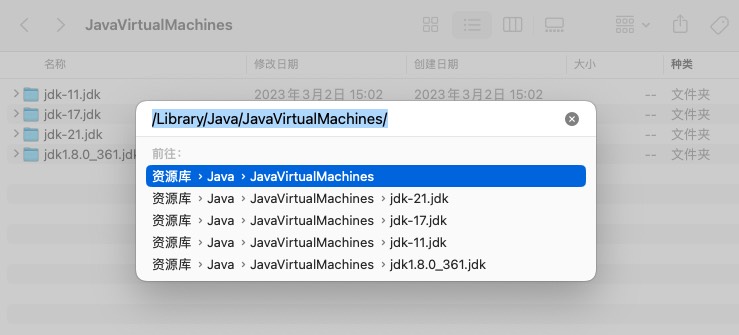 JavaVirtualMachines
名称 修改日期 创建日期 大小 种类
jdk-11.jdk 2023年3月2日 15:02 2023年3月2日 15:02 -- 文件夹
jdk-17.jdk -- 文件夹
jdk-21.jdk -- 文件夹
jdk1.8.0_361.jdk -- 文件夹
/Library/Java/JavaVirtualMachines/
前往:
资源库 › Java › JavaVirtualMachines
资源库 › Java › JavaVirtualMachines › jdk-21.jdk
资源库 › Java › JavaVirtualMachines › jdk-17.jdk
资源库 › Java › JavaVirtualMachines › jdk-11.jdk
资源库 › Java › JavaVirtualMachines › jdk1.8.0_361.jdk